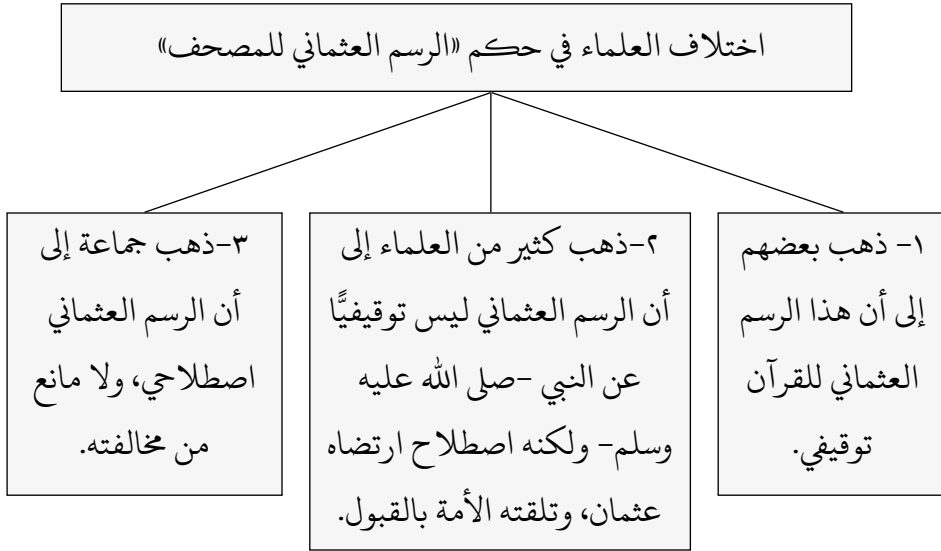 اختلاف العلماء في حكم «الرسم العثماني للمصحف»
١- ذهب بعضهم
إلى أن هذا الرسم
العثماني للقرآن
توقيفي.
٢-ذهب كثير من العلماء إلى
أن الرسم العثماني ليس توقيفيًّا
عن النبي -صلى الله عليه
وسلم- ولكنه اصطلاح ارتضاه
عثمان، وتلقته الأمة بالقبول.
٣-ذهب جماعة إلى
أن الرسم العثماني
اصطلاحي، ولا مانع
من مخالفته.